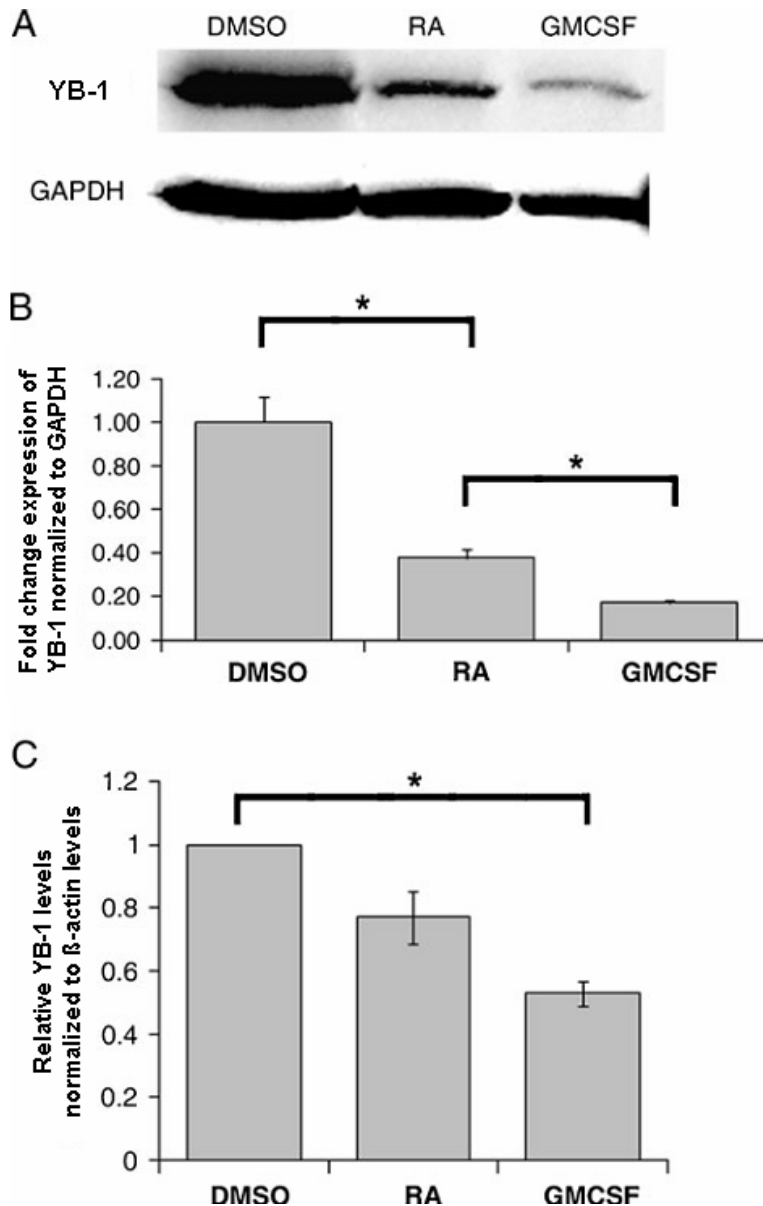 A
DMSO RA GMCSF
YB-1
GAPDH
B
*
*
Fold change expression of
YB-1 normalized to GAPDH
1.20
1.00
0.80
0.60
0.40
0.20
0.00
DMSO RA GMCSF
C
*
Relative YB-1 levels
normalized to ß-actin levels
1.2
1
0.8
0.6
0.4
0.2
0
DMSO RA GMCSF